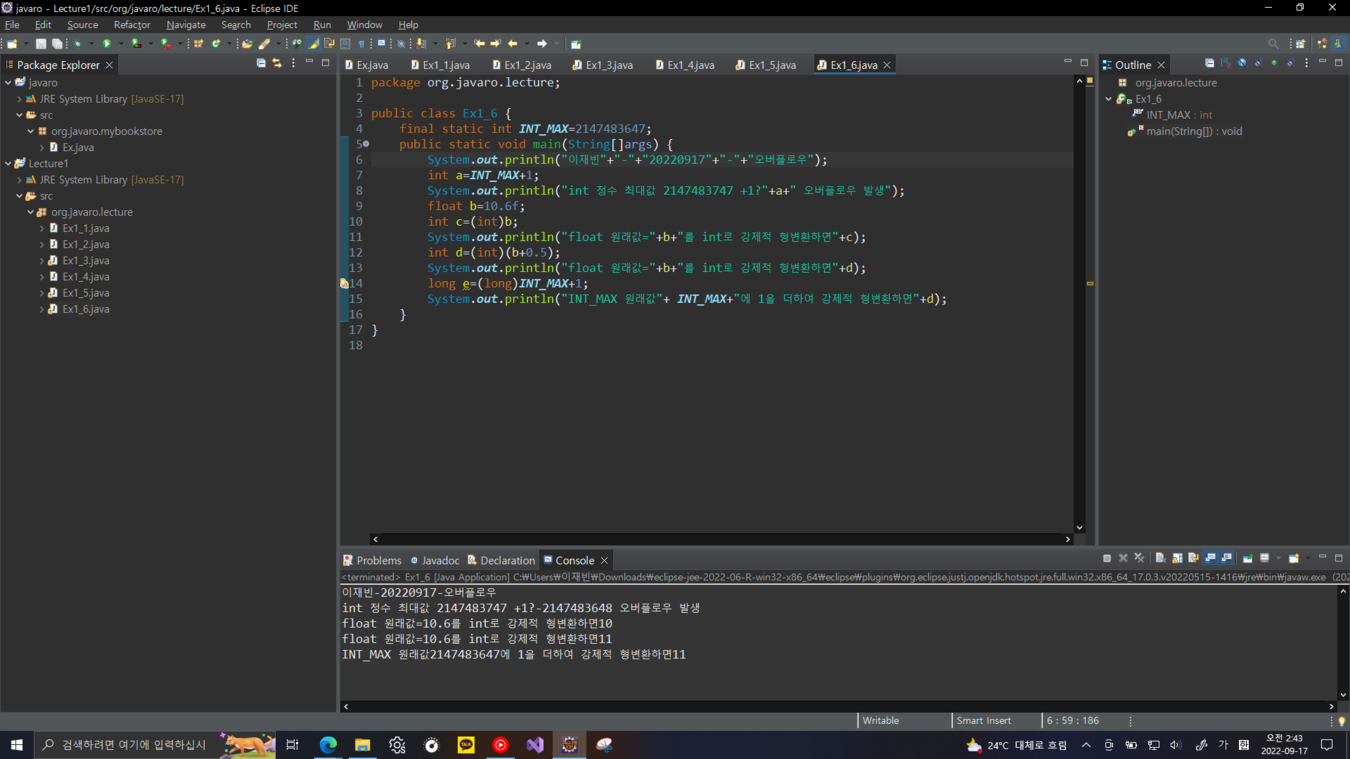 javaro - Lecture1/src/org/javaro/lecture/Ex1_6.java - Eclipse IDE
File Edit Source Refactor Navigate Search Project Run Window Help
Package Explorer
javaro
JRE System Library [JavaSE-17]
src
org.javaro.mybookstore
Ex.java
Lecture1
JRE System Library [JavaSE-17]
src
org.javaro.lecture
Ex1_1.java
Ex1_2.java
Ex1_3.java
Ex1_4.java
Ex1_5.java
Ex1_6.java
Ex.java Ex1_1.java Ex1_2.java Ex1_3.java Ex1_4.java Ex1_5.java Ex1_6.java
1 package org.javaro.lecture;
2
3 public class Ex1_6 {
4 final static int INT_MAX=2147483647;
5 public static void main(String[]args) {
6 System.out.println("이재빈"+"-"+"20220917"+"-"+"오버플로우");
7 int a=INT_MAX+1;
8 System.out.println("int 정수 최대값 2147483747 +1?"+a+" 오버플로우 발생");
9 float b=10.6f;
10 int c=(int)b;
11 System.out.println("float 원래값="+b+"를 int로 강제적 형변환하면"+c);
12 int d=(int)(b+0.5);
13 System.out.println("float 원래값="+b+"를 int로 강제적 형변환하면"+d);
14 long e=(long)INT_MAX+1;
15 System.out.println("INT_MAX 원래값"+ INT_MAX+"에 1을 더하여 강제적 형변환하면"+d);
16 }
17 }
18
Outline
org.javaro.lecture
Ex1_6
INT_MAX : int
main(String[]) : void
Problems Javadoc Declaration Console
<terminated> Ex1_6 [Java Application] C:₩Users₩이재빈₩Downloads₩eclipse-jee-2022-06-R-win32-x86_64₩eclipse₩plugins₩org.eclipse.justj.openjdk.hotspot.jre.full.win32.x86_64_17.0.3.v20220515-1416₩jre₩bin₩javaw.exe (202
이재빈-20220917-오버플로우
int 정수 최대값 2147483747 +1?-2147483648 오버플로우 발생
float 원래값=10.6를 int로 강제적 형변환하면10
float 원래값=10.6를 int로 강제적 형변환하면11
INT_MAX 원래값2147483647에 1을 더하여 강제적 형변환하면11
Writable Smart Insert 6 : 59 : 186
검색하려면 여기에 입력하십시
TALK
24°C 대체로 흐림
가
오전 2:43
2022-09-17